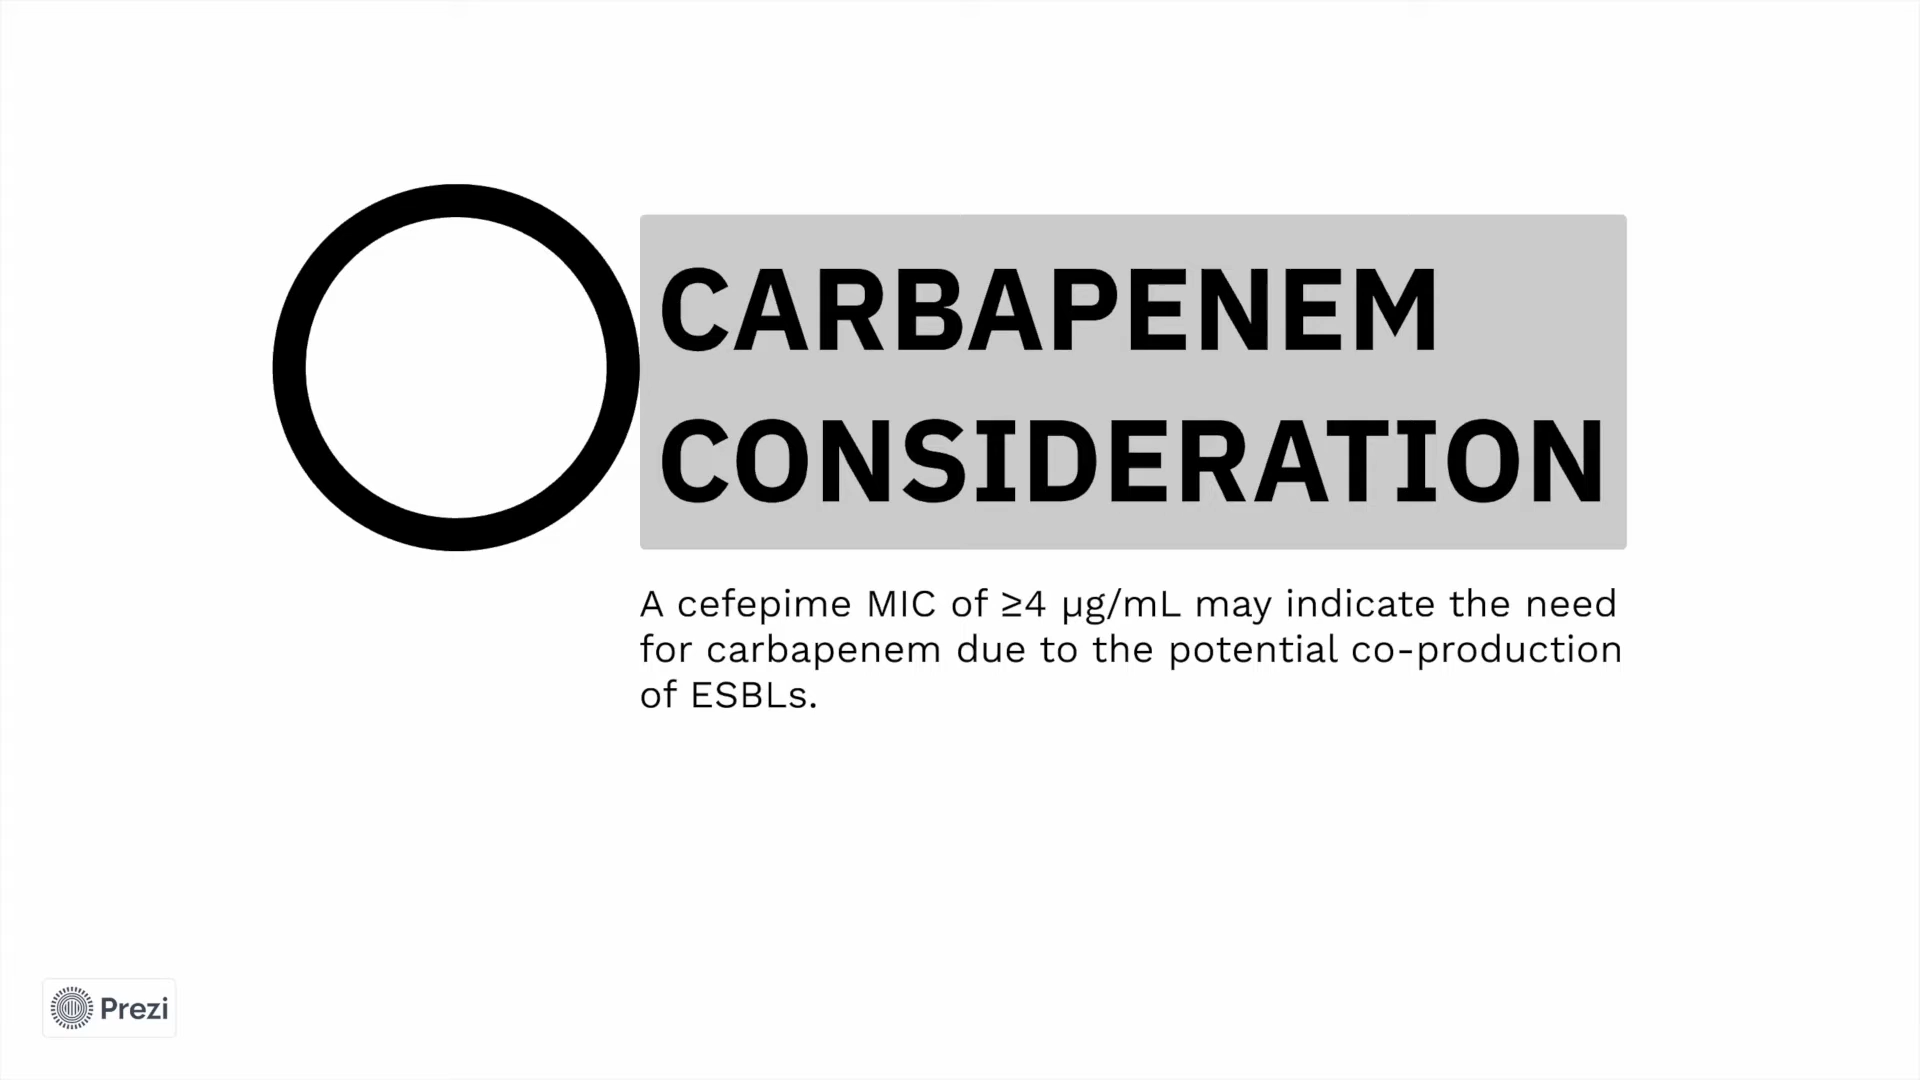 CARBAPENEM
CONSIDERATION
A cefepime MIC of ≥4 µg/mL may indicate the need
for carbapenem due to the potential co-production
of ESBLs.
Prezi